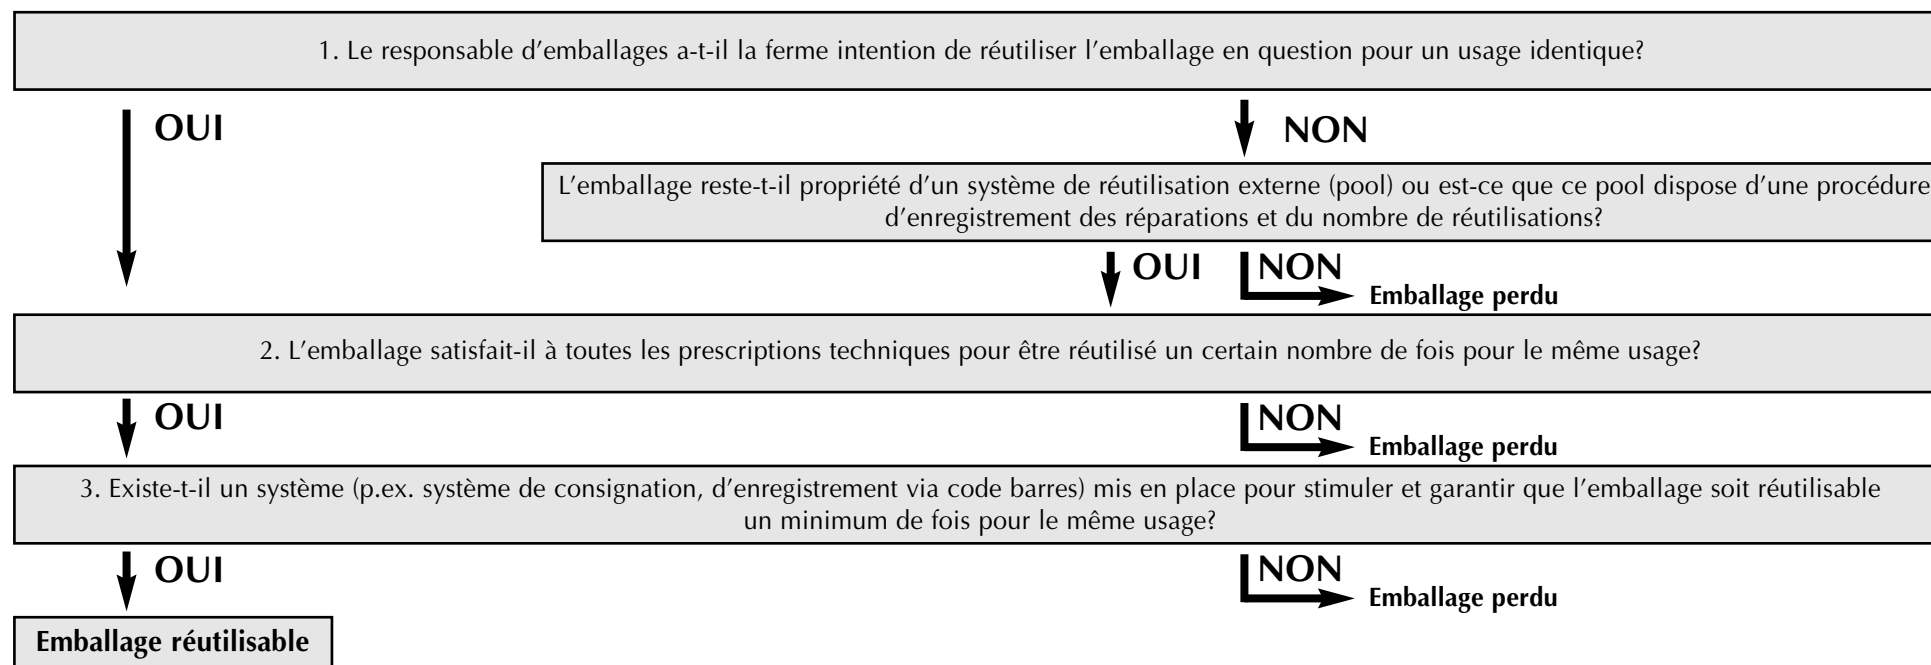 1. Le responsable d'emballages a-t-il la ferme intention de réutiliser l'emballage en question pour un usage identique?
OUI
NON
L'emballage reste-t-il propriété d'un système de réutilisation externe (pool) ou est-ce que ce pool dispose d'une procédure
d'enregistrement des réparations et du nombre de réutilisations?
OUI
NON
Emballage perdu
2. L'emballage satisfait-il à toutes les prescriptions techniques pour être réutilisé un certain nombre de fois pour le même usage?
OUI
NON
Emballage perdu
3. Existe-t-il un système (p.ex. système de consignation, d'enregistrement via code barres) mis en place pour stimuler et garantir que l'emballage soit réutilisable
un minimum de fois pour le même usage?
OUI
NON
Emballage perdu
Emballage réutilisable